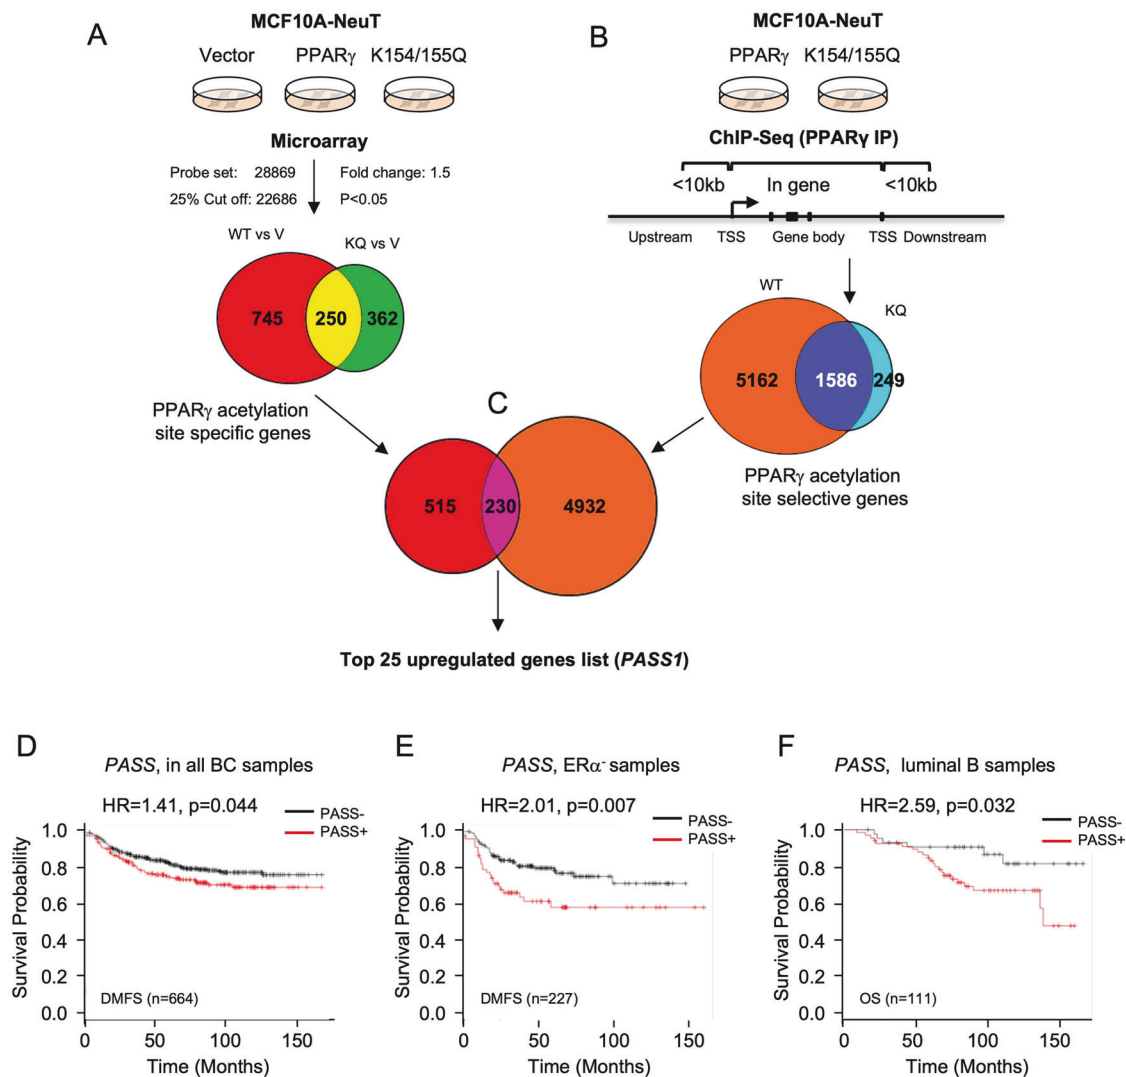 A
MCF10A-NeuT
Vector PPARγ K154/155Q
Microarray
Probe set: 28869 Fold change: 1.5
25% Cut off: 22686 P<0.05
WT vs V KQ vs V
745 250 362
PPARγ acetylation
site specific genes
B
MCF10A-NeuT
PPARγ K154/155Q
ChIP-Seq (PPARγ IP)
<10kb In gene <10kb
Upstream TSS Gene body TSS Downstream
WT
KQ
5162 1586 249
PPARγ acetylation
site selective genes
C
515 230 4932
Top 25 upregulated genes list (PASS1)
D
PASS, in all BC samples
HR=1.41, p=0.044
PASS-
PASS+
Survival Probability
1.0
0.8
0.6
0.4
0.2
0.0
DMFS (n=664)
0 50 100 150
Time (Months)
E
PASS, ERα- samples
HR=2.01, p=0.007
PASS-
PASS+
Survival Probability
1.0
0.8
0.6
0.4
0.2
0.0
DMFS (n=227)
0 50 100 150
Time (Months)
F
PASS, luminal B samples
HR=2.59, p=0.032
PASS-
PASS+
Survival Probability
1.0
0.8
0.6
0.4
0.2
0.0
OS (n=111)
0 50 100 150
Time (Months)